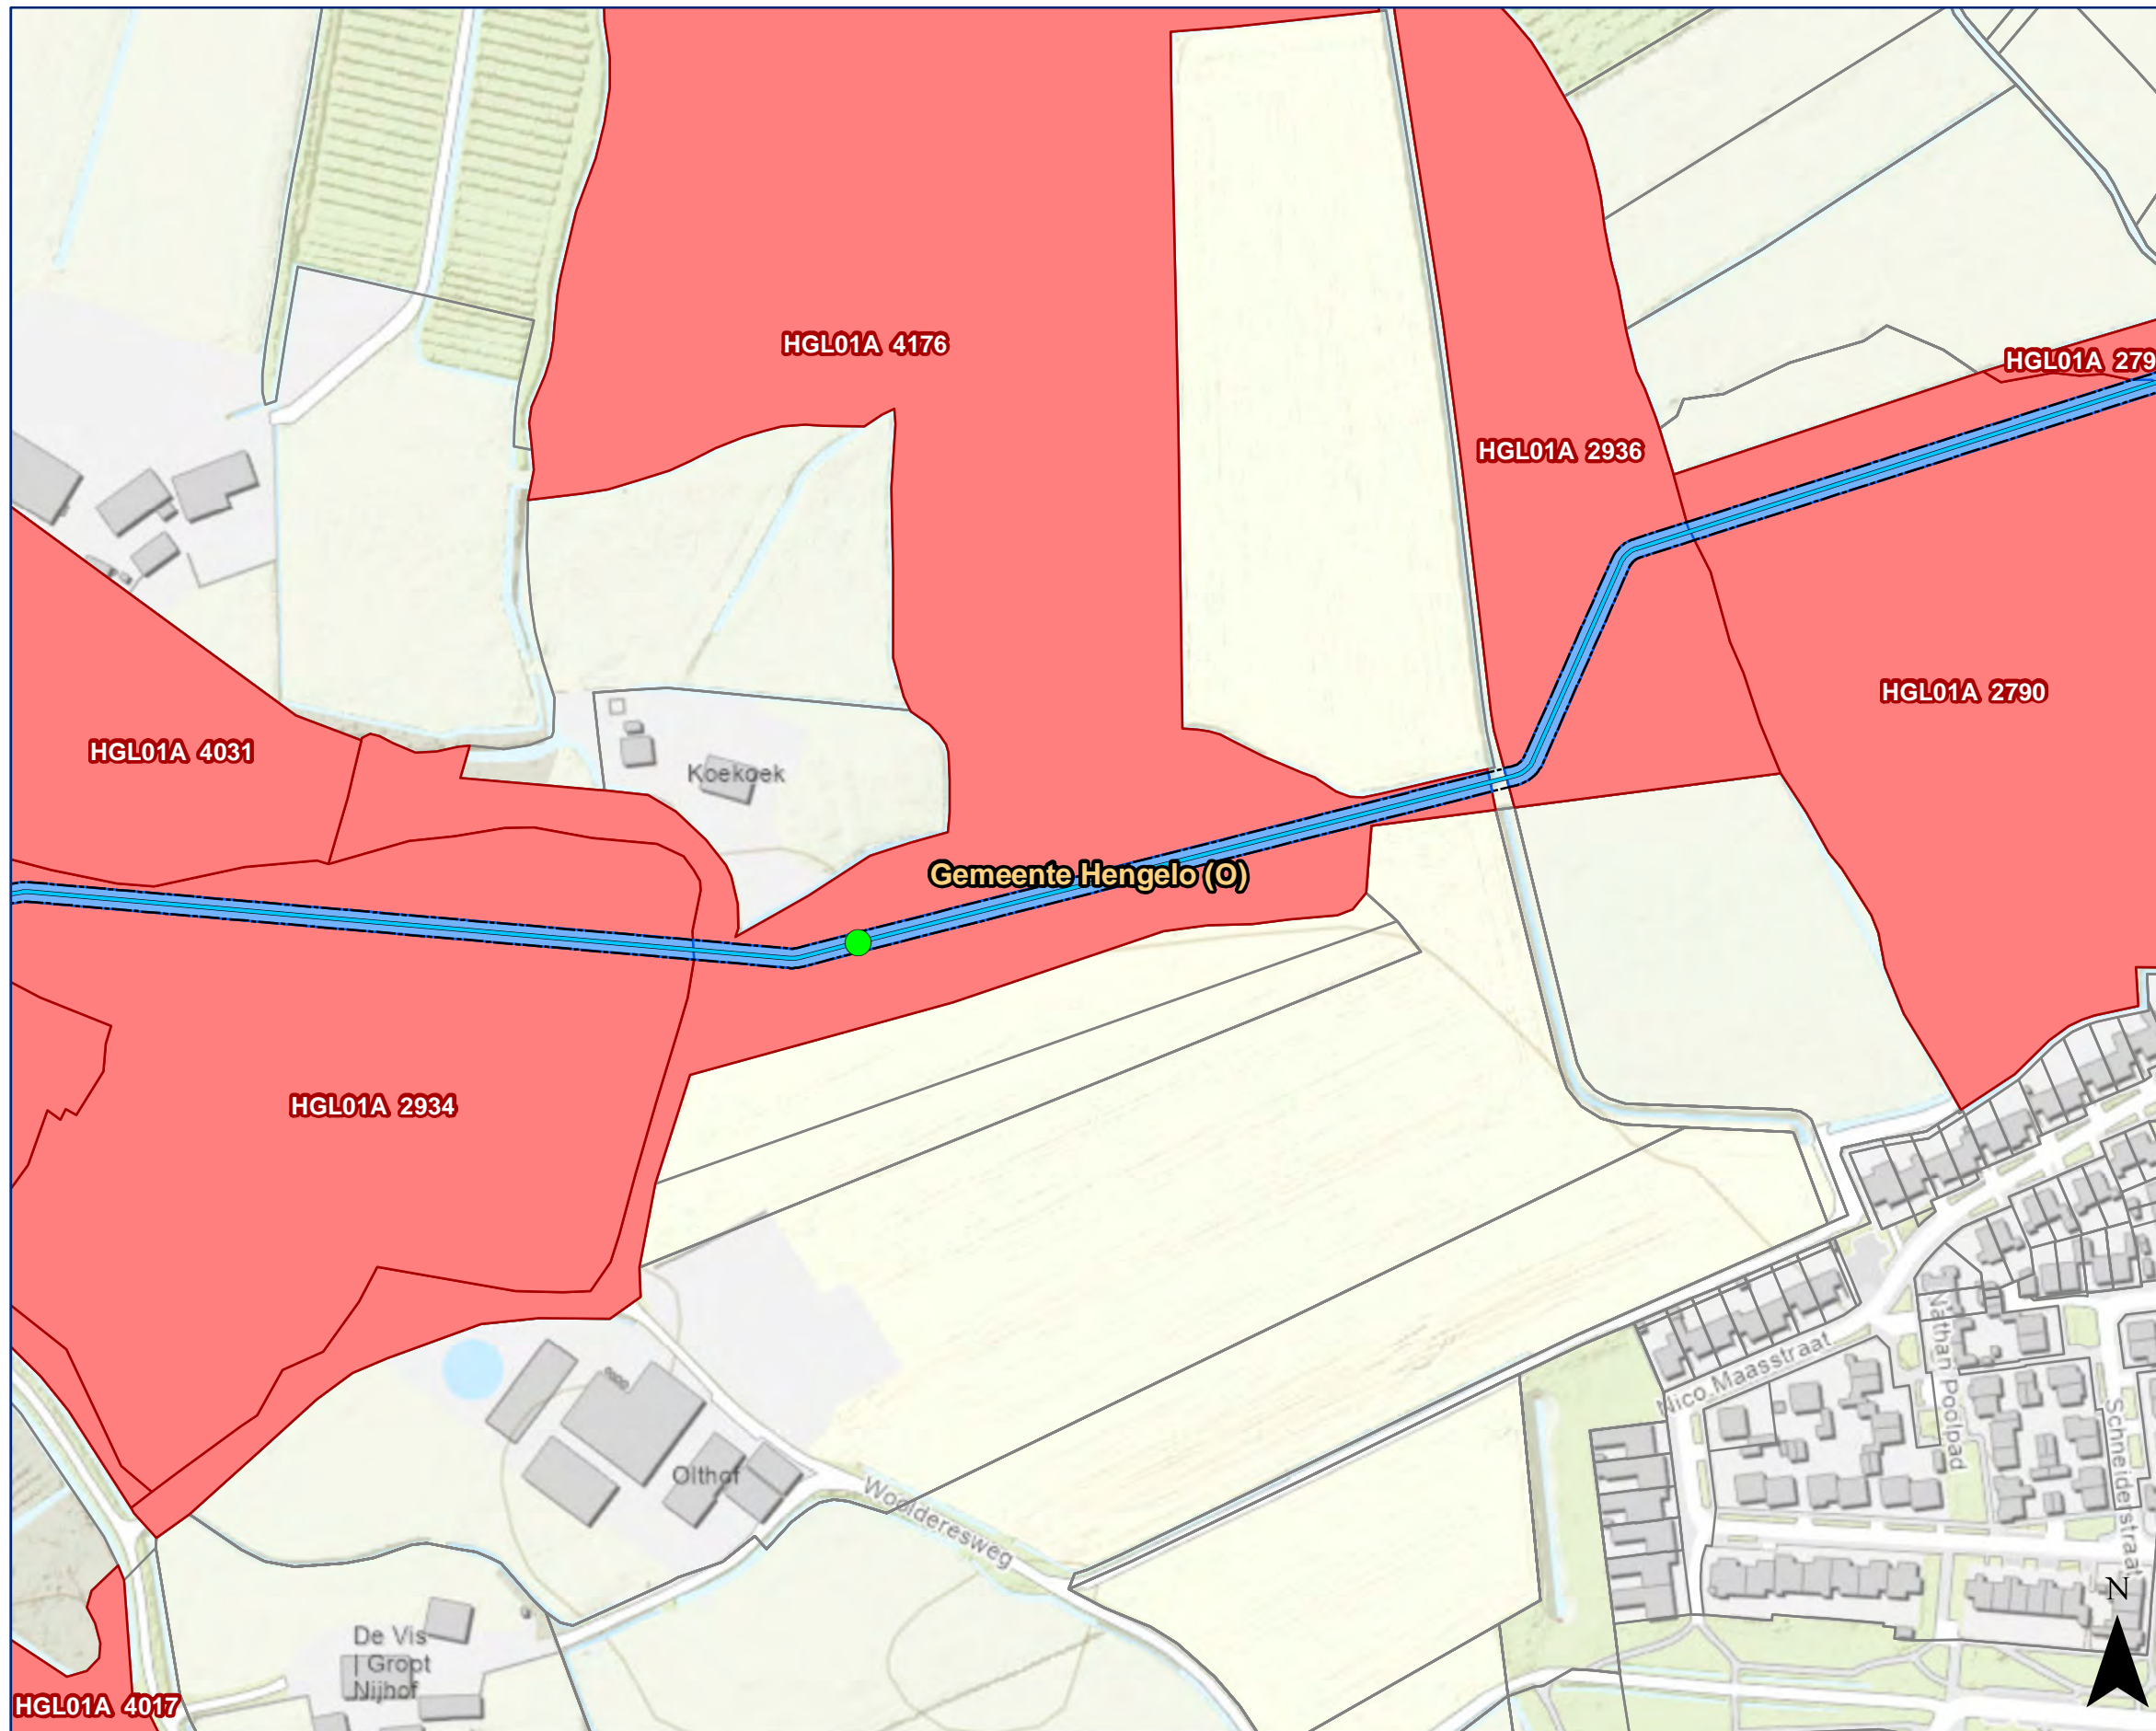 HGL01A 4176
HGL01A 279
HGL01A 2936
HGL01A 2790
HGL01A 4031
Koekoek
Gemeente Hengelo (O)
HGL01A 2934
Nathan Poolpad
Nico Maasstraat
Schneiderstraat
Olthof
Woolderesweg
N
De Vis
| Groot
Nijhof
HGL01A 4017